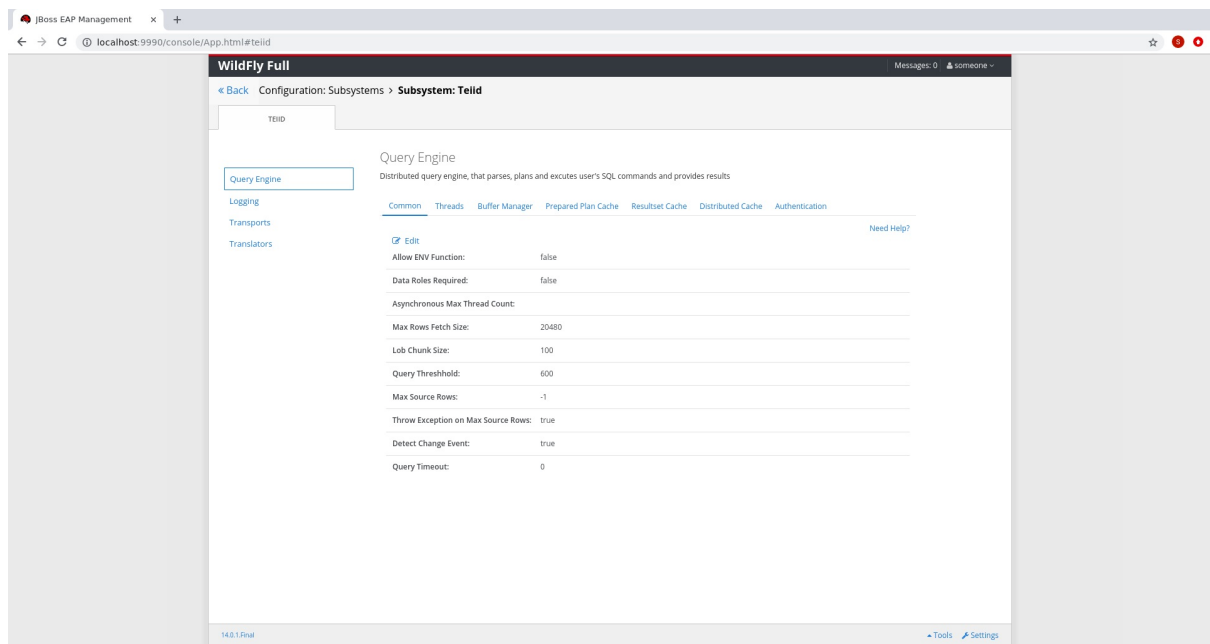 JBoss EAP Management
localhost:9990/console/App.html#teiid
S
WildFly Full Messages: 0 someone
« Back Configuration: Subsystems > Subsystem: Teiid
TEIID
Query Engine
Distributed query engine, that parses, plans and excutes user's SQL commands and provides results
Query Engine
Logging
Transports
Translators
Common Threads Buffer Manager Prepared Plan Cache Resultset Cache Distributed Cache Authentication
Need Help?
Edit
Allow ENV Function: false
Data Roles Required: false
Asynchronous Max Thread Count:
Max Rows Fetch Size: 20480
Lob Chunk Size: 100
Query Threshhold: 600
Max Source Rows: -1
Throw Exception on Max Source Rows: true
Detect Change Event: true
Query Timeout: 0
14.0.1.Final Tools Settings